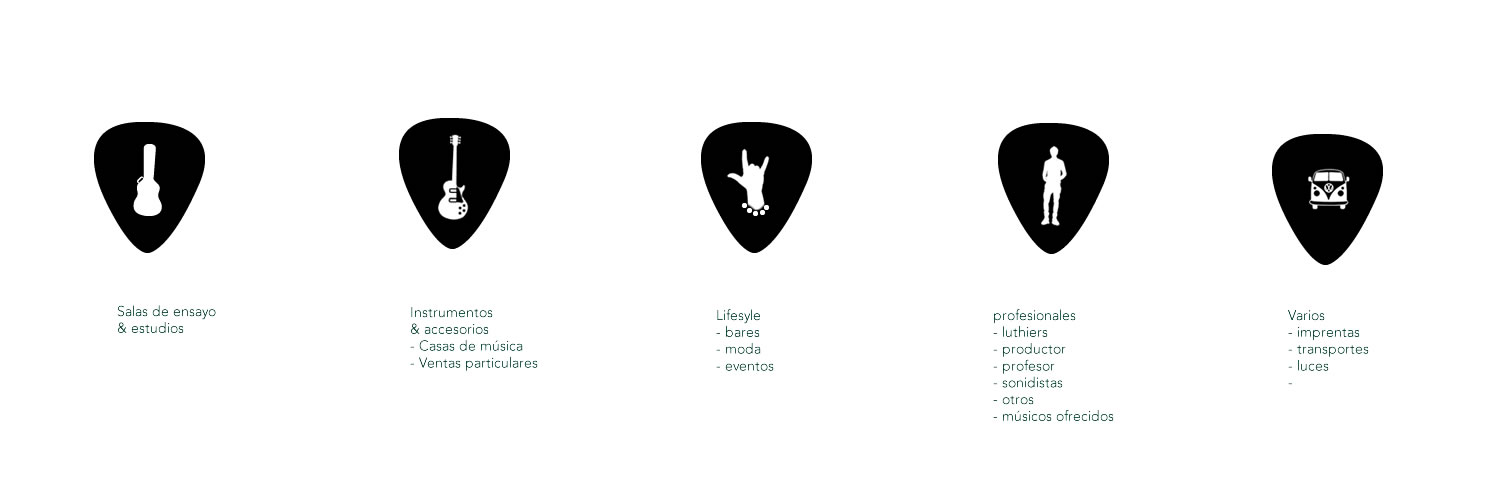 Salas de ensayo
& estudios
Instrumentos
& accesorios
- Casas de música
- Ventas particulares
Lifesyle
- bares
- moda
- eventos
profesionales
- luthiers
- productor
- profesor
- sonidistas
- otros
- músicos ofrecidos
Varios
- imprentas
- transportes
- luces
-